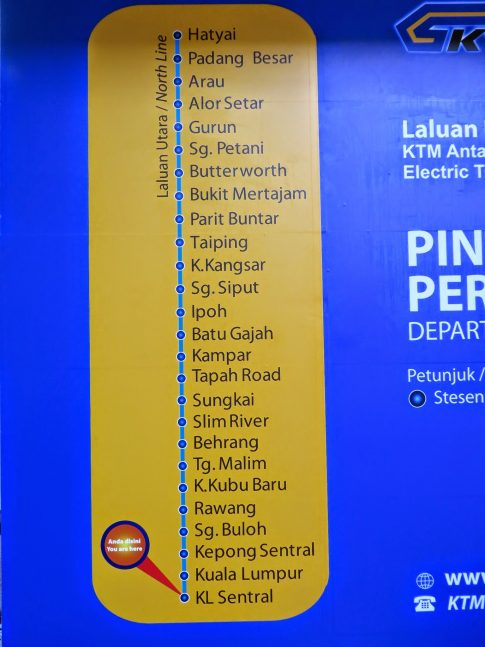 Laluan Utara / North Line
Hatyai
Padang Besar
Arau
Alor Setar
Gurun
Sg. Petani
Butterworth
Bukit Mertajam
Parit Buntar
Taiping
K.Kangsar
Sg. Siput
Ipoh
Batu Gajah
Kampar
Tapah Road
Sungkai
Slim River
Behrang
Tg. Malim
K.Kubu Baru
Rawang
Sg. Buloh
Kepong Sentral
Kuala Lumpur
KL Sentral
Anda disini
You are here
Laluan
KTM Anta
Electric T
PIN
PER
DEPART
Petunjuk /
Stesen
www
KTM